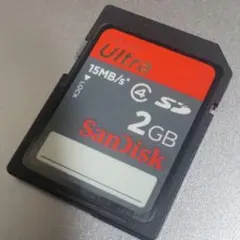 Ultra
15MB/s*
④ SD
LOCK
2GB
SanDisk